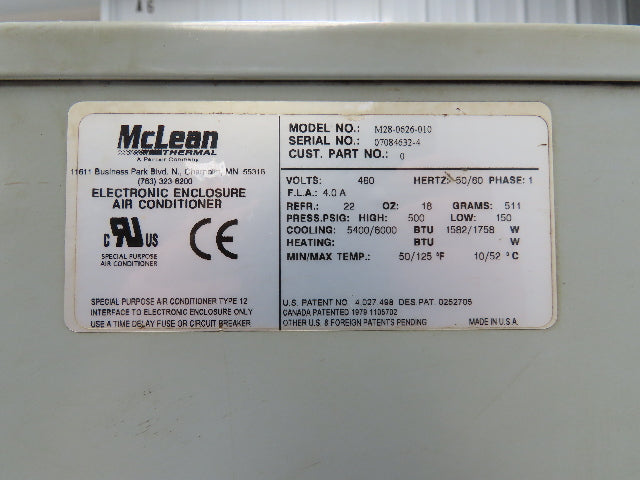 A6
McLean
THERMAL
A Pentair Company
11611 Business Park Blvd. N., Champlin, MN 55316
(763) 323-8200
ELECTRONIC ENCLOSURE
AIR CONDITIONER
C UL US
SPECIAL PURPOSE
AIR CONDITIONER
CE
SPECIAL PURPOSE AIR CONDITIONER TYPE 12
INTERFACE TO ELECTRONIC ENCLOSURE ONLY
USE A TIME DELAY FUSE OR CIRCUIT BREAKER
MODEL NO.: M28-0626-010
SERIAL NO.: 07084632-4
CUST. PART NO.: 0
VOLTS: 460 HERTZ: 50/60 PHASE: 1
F.L.A.: 4.0 A
REFR.: 22 OZ: 18 GRAMS: 511
PRESS.PSIG: HIGH: 500 LOW: 150
COOLING: 5400/6000 BTU 1582/1758 W
HEATING: BTU W
MIN/MAX TEMP.: 50/125 °F 10/52 °C
U.S. PATENT NO. 4,027,498 DES.PAT. 0252705
CANADA PATENTED 1979 1105702
OTHER U.S. & FOREIGN PATENTS PENDING MADE IN U.S.A.